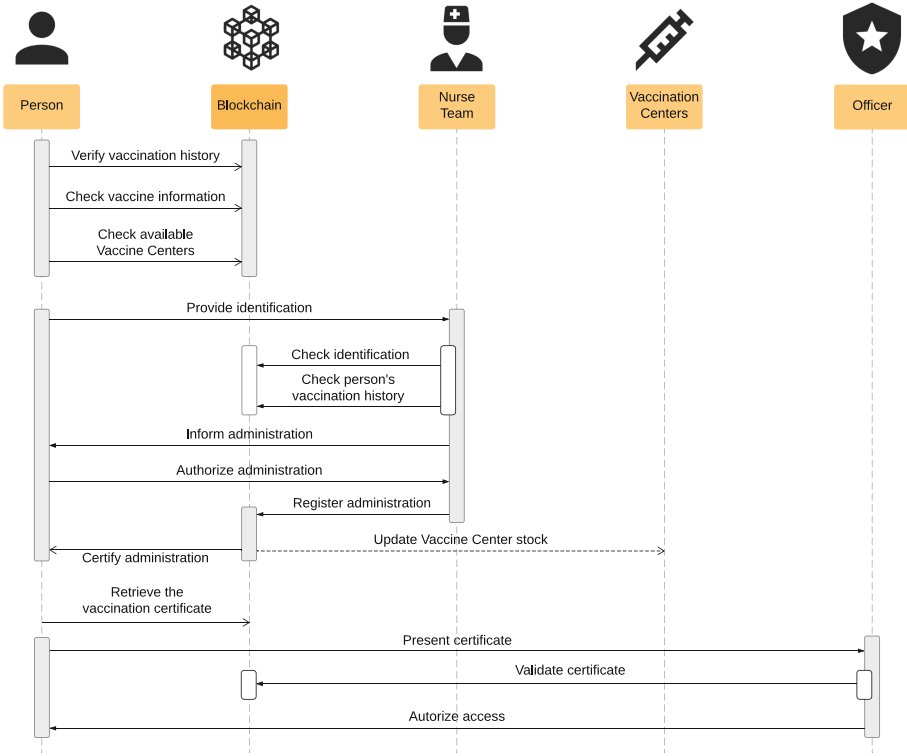 Person
Blockchain
Nurse
Team
Vaccination
Centers
Officer
Verify vaccination history
Check vaccine information
Check available
Vaccine Centers
Provide identification
Check identification
Check person's
vaccination history
Inform administration
Authorize administration
Register administration
Update Vaccine Center stock
Certify administration
Retrieve the
vaccination certificate
Present certificate
Validate certificate
Autorize access